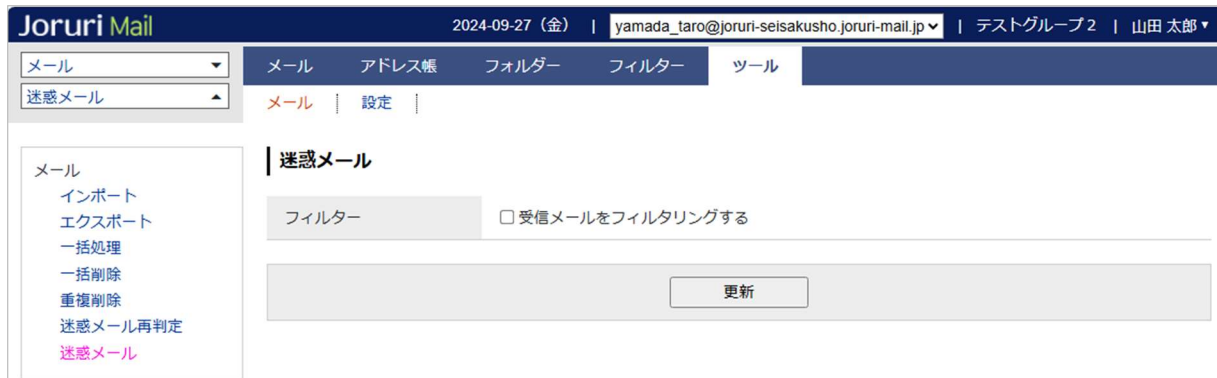 Joruri Mail
2024-09-27（金） | yamada_taro@joruri-seisakusho.joruri-mail.jp | テストグループ2 | 山田 太郎▼
メール
迷惑メール
メール アドレス帳 フォルダー フィルター ツール
メール 設定
メール
インポート
エクスポート
一括処理
一括削除
重複削除
迷惑メール再判定
迷惑メール
迷惑メール
フィルター 受信メールをフィルタリングする
更新